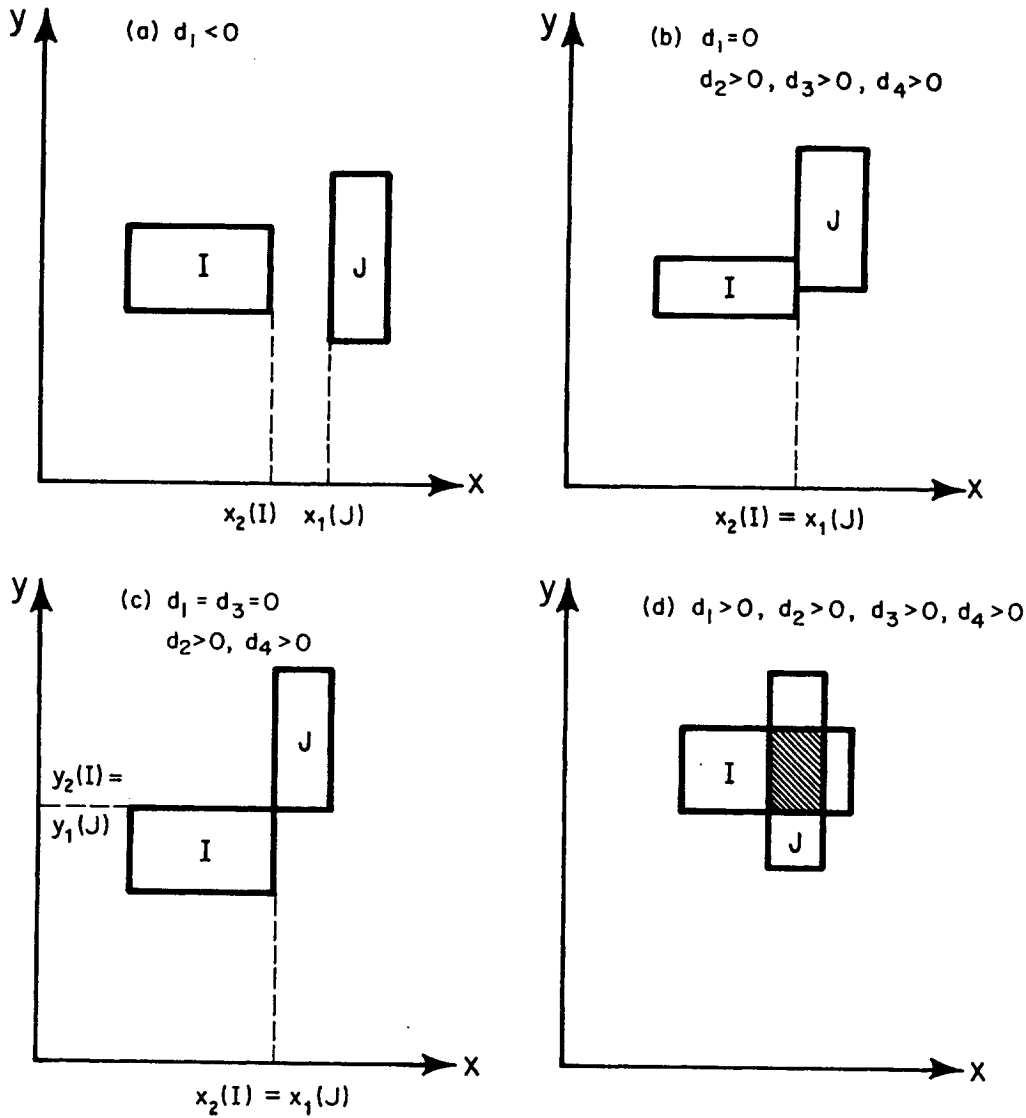 y
(a) d₁<0
I
J
x₂(I) x₁(J)
x
y
(b) d₁=0
d₂>0, d₃>0, d₄>0
J
I
x₂(I) = x₁(J)
x
y
(c) d₁=d₃=0
d₂>0, d₄>0
J
y₂(I)=
y₁(J)
I
x₂(I) = x₁(J)
x
y
(d) d₁>0, d₂>0, d₃>0, d₄>0
I
J
x